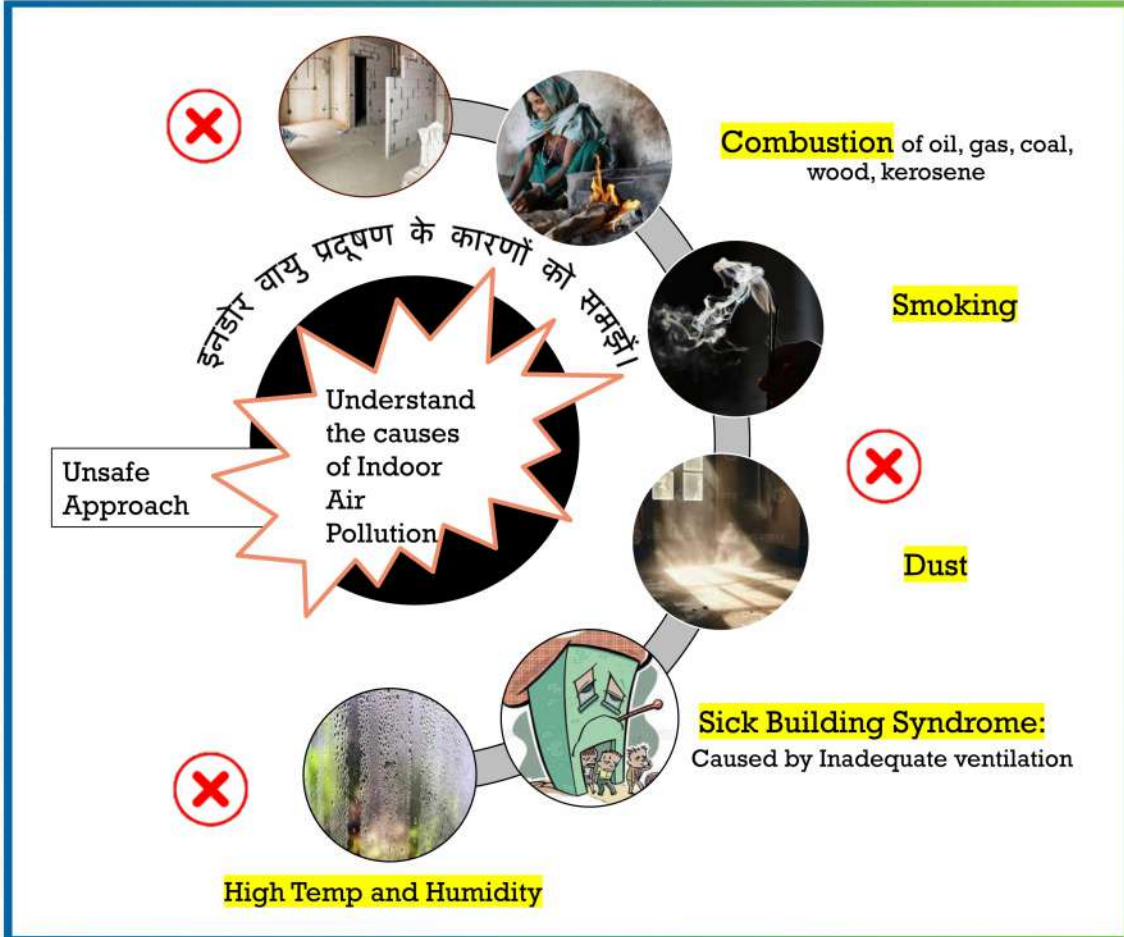 इनडोर वायु प्रदूषण के कारणों को समझें।
Understand
the causes
of Indoor
Air
Pollution
Unsafe
Approach
Combustion of oil, gas, coal,
wood, kerosene
Smoking
Dust
Sick Building Syndrome:
Caused by Inadequate ventilation
High Temp and Humidity